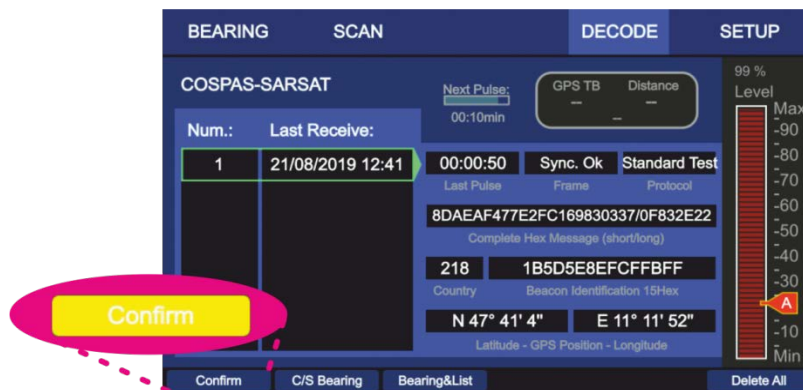 BEARING SCAN DECODE SETUP
COSPAS-SARSAT
Next Pulse:
00:10min
GPS TB Distance
-- --
--
99 %
Level
Max
-90
-80
-70
-60
-50
-40
-30
A
-10
Min
Num.: Last Receive:
1 21/08/2019 12:41
00:00:50 Sync. Ok Standard Test
Last Pulse Frame Protocol
8DAEAF477E2FC169830337/0F832E22
Complete Hex Message (short/long)
218 1B5D5E8EFCFFBFF
Country Beacon Identification 15Hex
N 47° 41' 4" E 11° 11' 52"
Latitude - GPS Position - Longitude
Confirm
Confirm C/S Bearing Bearing&List Delete All